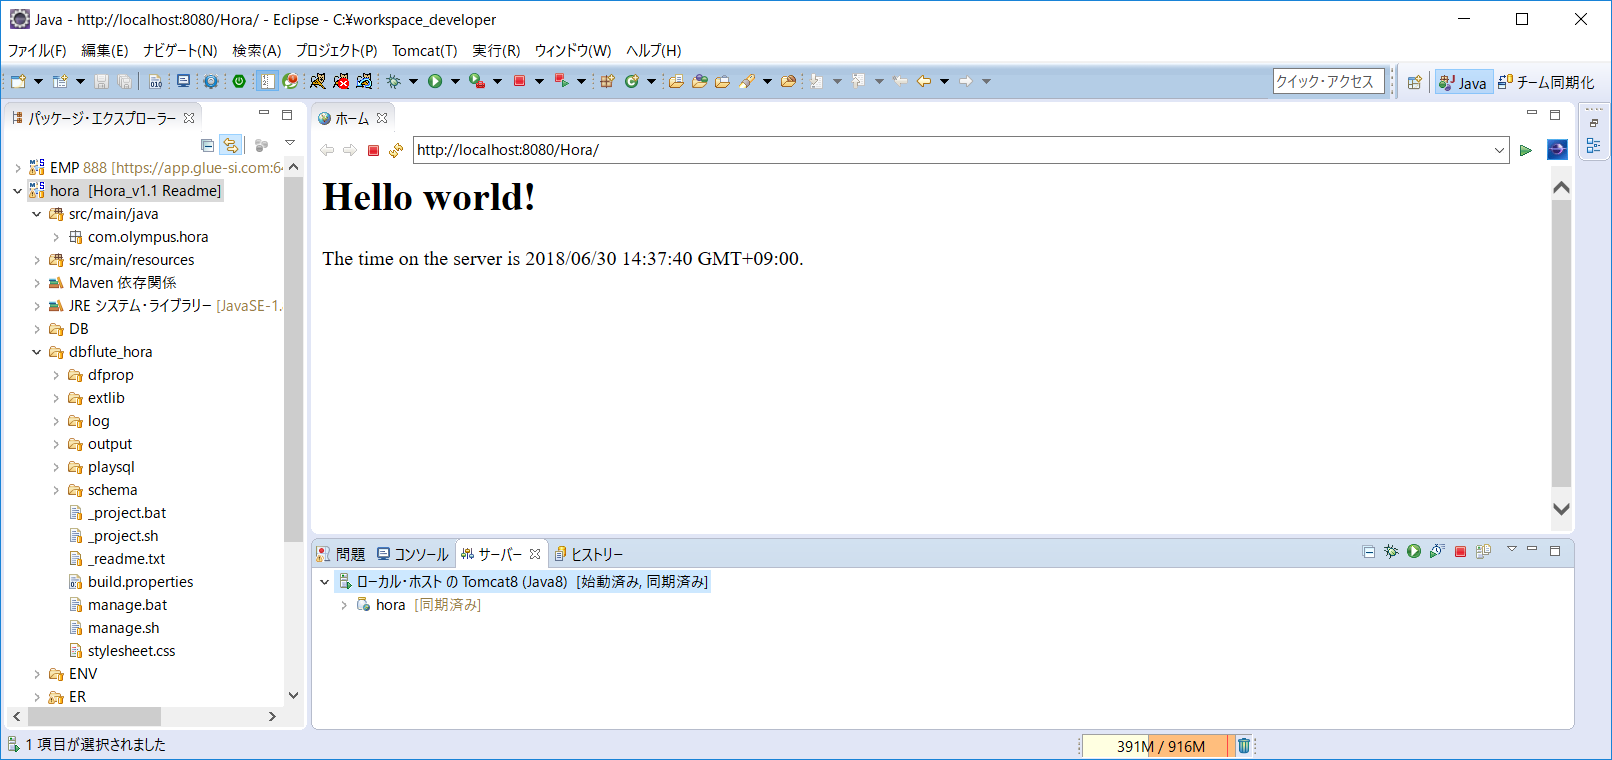 Java - http://localhost:8080/Hora/ - Eclipse - C:¥workspace_developer
ファイル(F) 編集(E) ナビゲート(N) 検索(A) プロジェクト(P) Tomcat(T) 実行(R) ウィンドウ(W) ヘルプ(H)
クイック・アクセス Java チーム同期化
パッケージ・エクスプローラー
EMP 888 [https://app.glue-si.com:64
hora [Hora_v1.1 Readme]
src/main/java
com.olympus.hora
src/main/resources
Maven 依存関係
JRE システム・ライブラリー [JavaSE-1.
DB
dbflute_hora
dfprop
extlib
log
output
playsql
schema
_project.bat
_project.sh
_readme.txt
build.properties
manage.bat
manage.sh
stylesheet.css
ENV
ER
ホーム
http://localhost:8080/Hora/
Hello world!
The time on the server is 2018/06/30 14:37:40 GMT+09:00.
問題 コンソール サーバー ヒストリー
ローカル・ホスト の Tomcat8 (Java8) [始動済み, 同期済み]
hora [同期済み]
1 項目が選択されました
391M / 916M